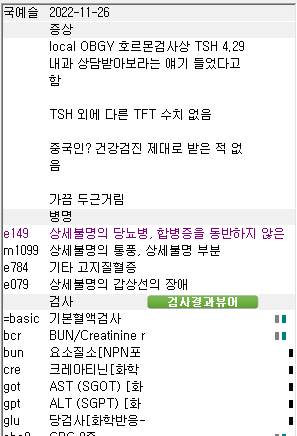 국예슬 2022-11-26
증상
local OBGY 호르몬검사상 TSH 4.29
내과 상담받아보라는 얘기 들었다고
함
TSH 외에 다른 TFT 수치 없음
중국인? 건강검진 제대로 받은 적 없
음
가끔 두근거림
병명
e149 상세불명의 당뇨병, 합병증을 동반하지 않은
m1099 상세불명의 통풍, 상세불명 부분
e784 기타 고지질혈증
e079 상세불명의 갑상선의 장애
검사 검사결과뷰어
=basic 기본혈액검사
bcr BUN/Creatinine r
bun 요소질소[NPN포
cre 크레아티닌[화학
got AST (SGOT) [화
gpt ALT (SGPT) [화
glu 당검사[화학반응-